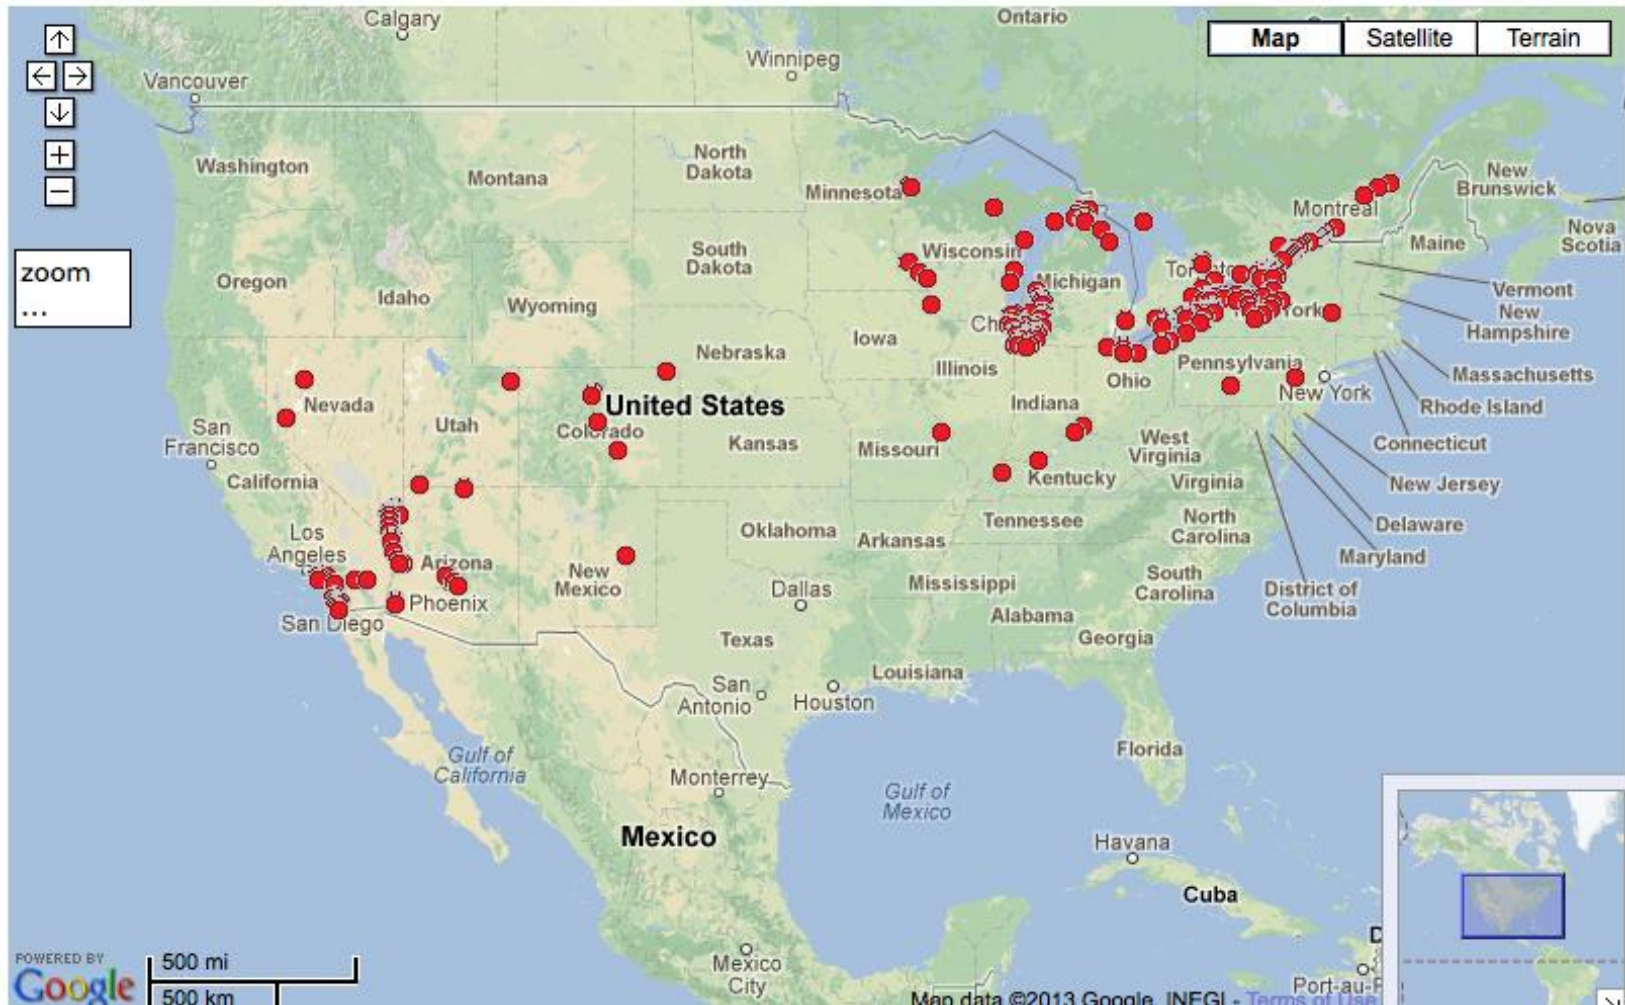 Calgary
Ontario
Map
Satellite
Terrain
Winnipeg
Vancouver
Washington
North
Dakota
Montana
Minnesota
New
Brunswick
Montreal
Nova
Scotia
Maine
Wisconsin
South
Dakota
zoom
...
Oregon
Idaho
Wyoming
Michigan
Vermont
New
Hampshire
Iowa
Nebraska
Illinois
Ohio
Pennsylvania
Massachusetts
New York
Rhode Island
Nevada
United States
Indiana
Utah
Colorado
San
Francisco
Kansas
Missouri
West
Virginia
Connecticut
California
Kentucky
Virginia
New Jersey
Los
Angeles
Oklahoma
Arkansas
Tennessee
North
Carolina
Delaware
Maryland
Arizona
New
Mexico
Phoenix
San Diego
Dallas
Mississippi
South
Carolina
District of
Columbia
Alabama
Georgia
Texas
Louisiana
San
Antonio
Houston
Florida
Gulf of
California
Monterrey
Gulf of
Mexico
Mexico
Havana
Cuba
POWERED BY
Google
500 mi
500 km
Mexico
City
Map data ©2013 Google, INEGI - Terms of Use